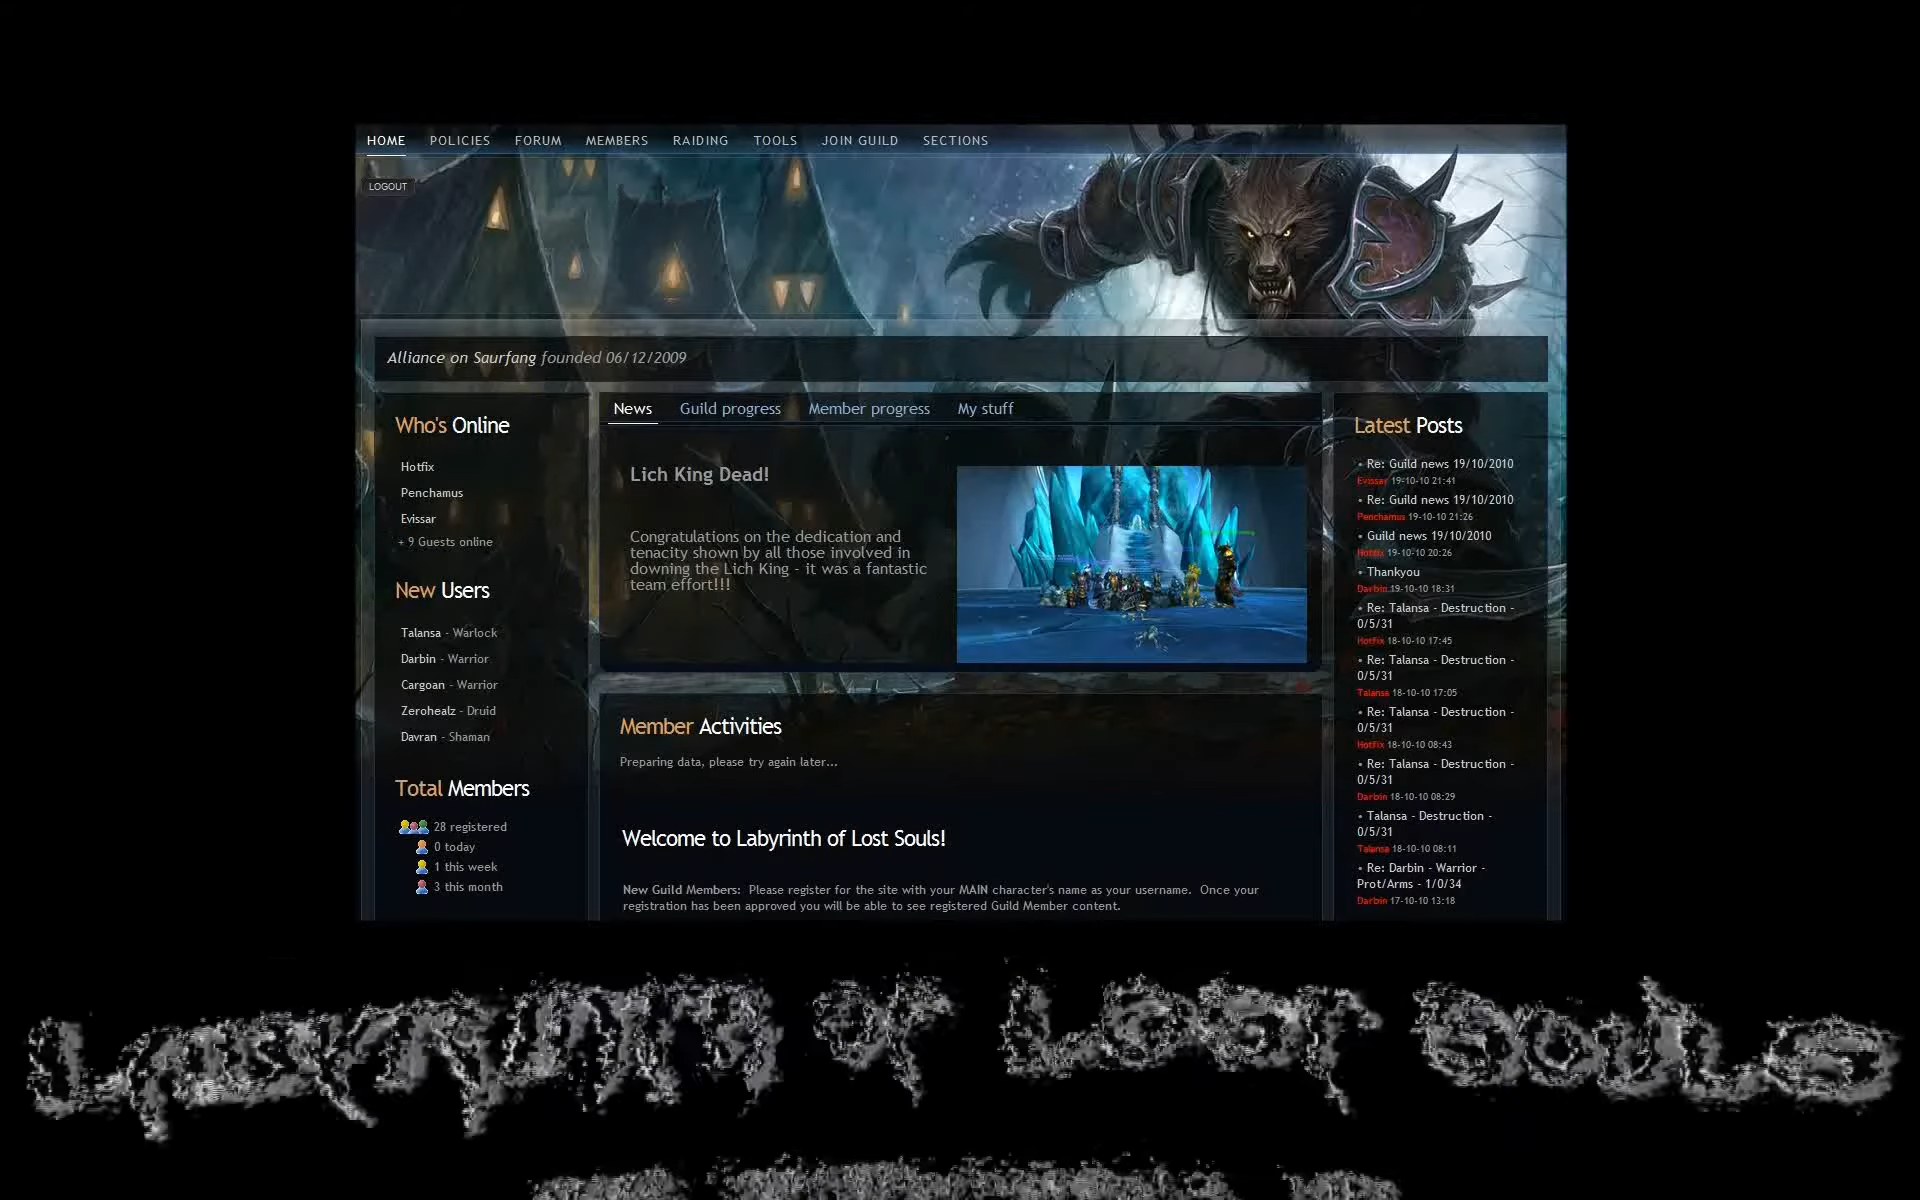 HOME POLICIES FORUM MEMBERS RAIDING TOOLS JOIN GUILD SECTIONS
LOGOUT
Alliance on Saurfang founded 06/12/2009
Who's Online
Hotfix
Penchamus
Evissar
+ 9 Guests online
New Users
Talansa - Warlock
Darbin - Warrior
Cargoan - Warrior
Zerohealz - Druid
Davran - Shaman
Total Members
28 registered
0 today
1 this week
3 this month
News Guild progress Member progress My stuff
Lich King Dead!
Congratulations on the dedication and
tenacity shown by all those involved in
downing the Lich King - it was a fantastic
team effort!!!
Member Activities
Preparing data, please try again later...
Welcome to Labyrinth of Lost Souls!
New Guild Members: Please register for the site with your MAIN character's name as your username. Once your
registration has been approved you will be able to see registered Guild Member content.
Latest Posts
• Re: Guild news 19/10/2010
Evissar 19-10-10 21:41
• Re: Guild news 19/10/2010
Penchamus 19-10-10 21:26
• Guild news 19/10/2010
Hotfix 19-10-10 20:26
• Thankyou
Darbin 19-10-10 18:31
• Re: Talansa - Destruction -
0/5/31
Hotfix 18-10-10 17:45
• Re: Talansa - Destruction -
0/5/31
Talansa 18-10-10 17:05
• Re: Talansa - Destruction -
0/5/31
Hotfix 18-10-10 08:43
• Re: Talansa - Destruction -
0/5/31
Darbin 18-10-10 08:29
• Talansa - Destruction -
0/5/31
Talansa 18-10-10 08:11
• Re: Darbin - Warrior -
Prot/Arms - 1/0/34
Darbin 17-10-10 13:18
Labyrinth of Lost Souls